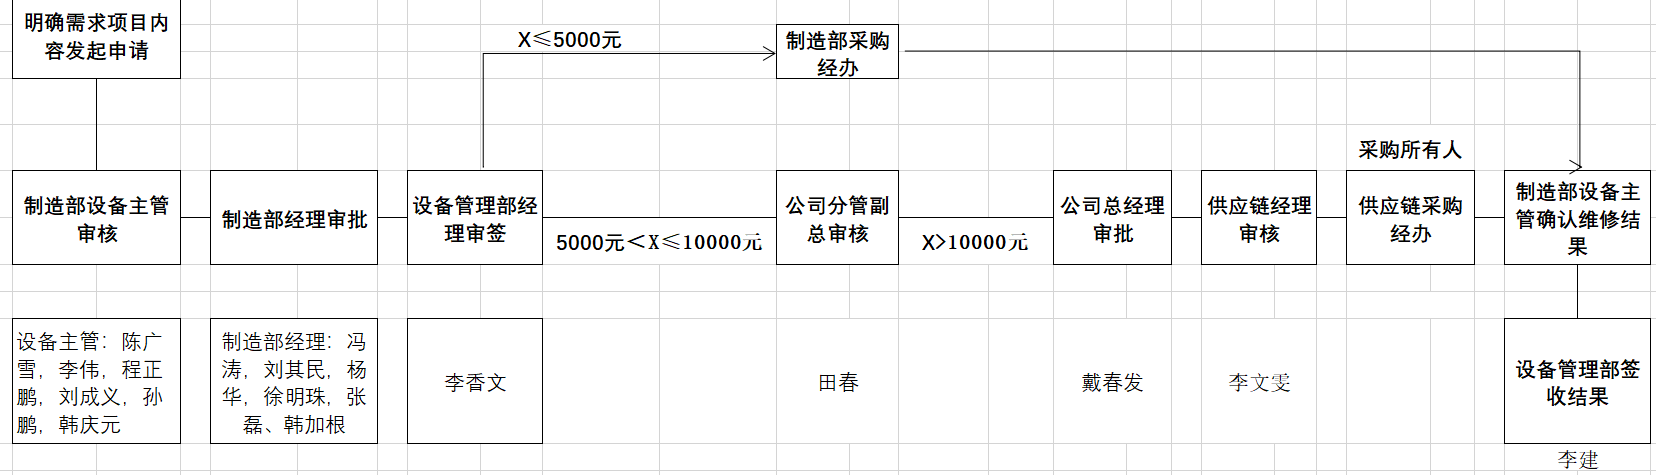 明确需求项目内
容发起申请
X≤5000元
制造部采购
经办
采购所有人
制造部设备主管
审核
制造部经理审批
设备管理部经
理审签
5000元＜X≤10000元
公司分管副
总审核
X>10000元
公司总经理
审批
供应链经理
审核
供应链采购
经办
制造部设备主
管确认维修结
果
设备主管：陈广
雪，李伟，程正
鹏，刘成义，孙
鹏，韩庆元
制造部经理：冯
涛，刘其民，杨
华，徐明珠，张
磊、韩加根
李香文
田春
戴春发
李文雯
设备管理部签
收结果
李建